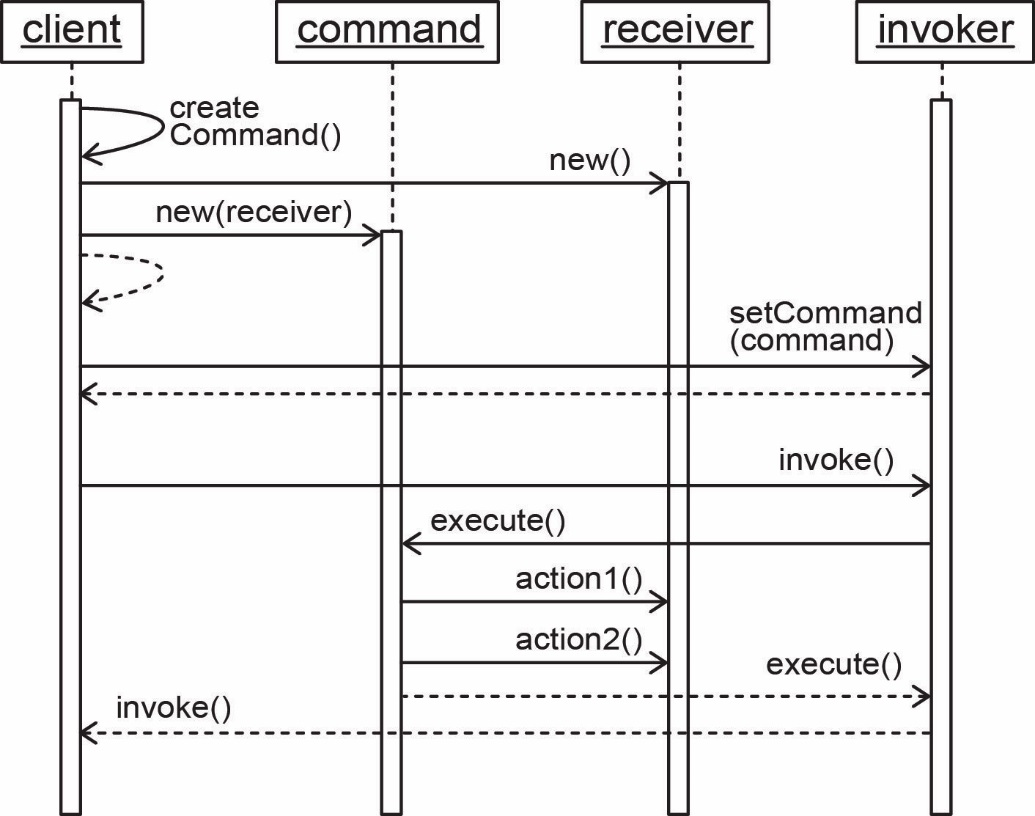 client
command
receiver
invoker
create
Command()
new()
new(receiver)
setCommand
(command)
invoke()
execute()
action1()
action2()
execute()
invoke()